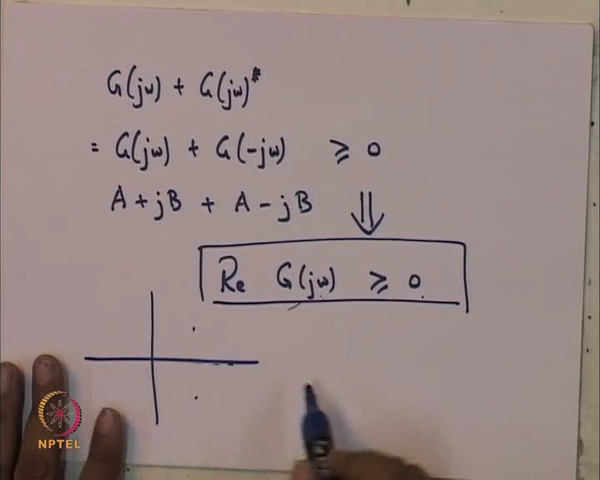 G(jω) + G(jω)*
= G(jω) + G(-jω) ≥ 0
A + jB + A - jB ⇓
Re G(jω) ≥ 0
NPTEL